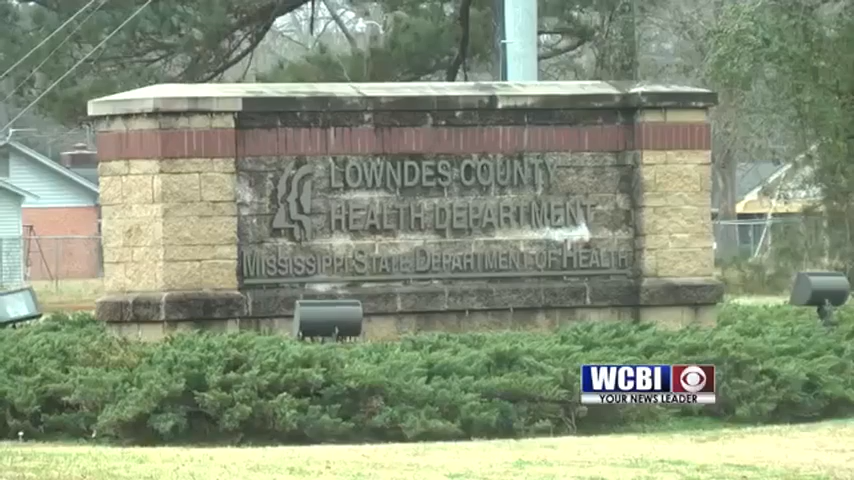 LOWNDES COUNTY
HEALTH DEPARTMENT
MISSISSIPPI STATE DEPARTMENT OF HEALTH
WCBI
YOUR NEWS LEADER